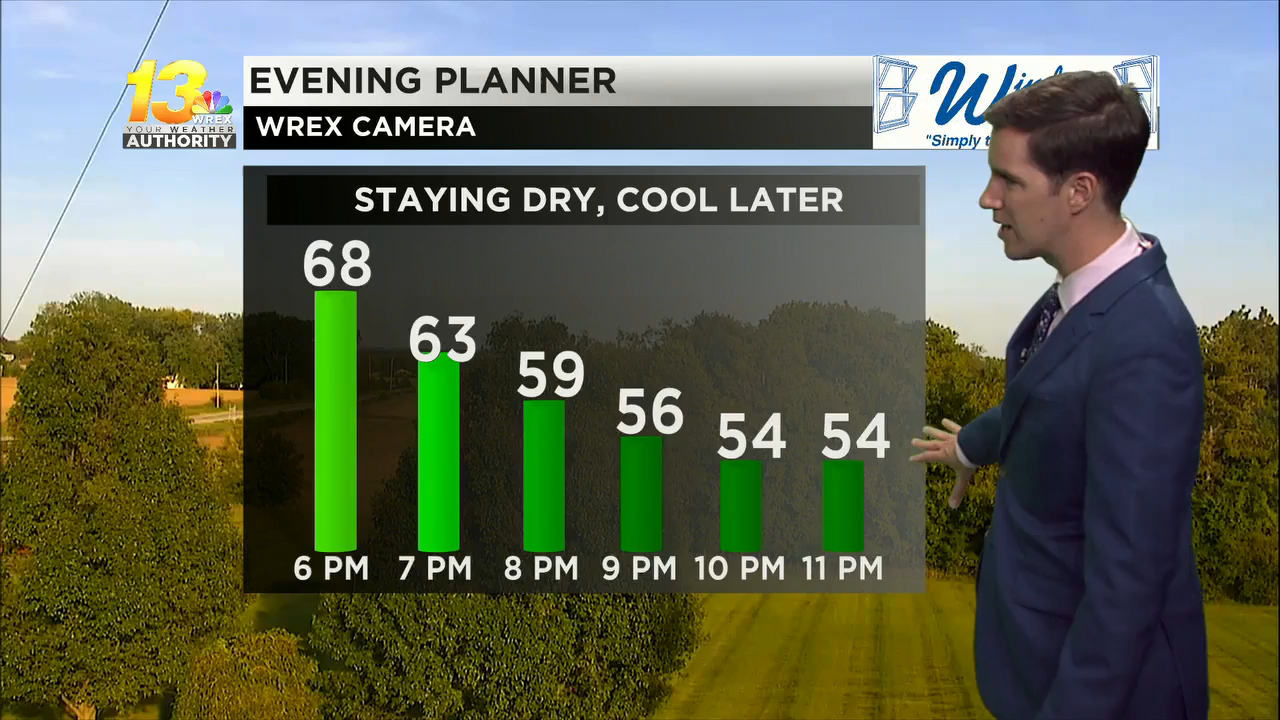 13
WREX
YOUR WEATHER
AUTHORITY
EVENING PLANNER
WREX CAMERA
"Simply
STAYING DRY, COOL LATER
68
63
59
56
54
54
6 PM
7 PM
8 PM
9 PM
10 PM
11 PM